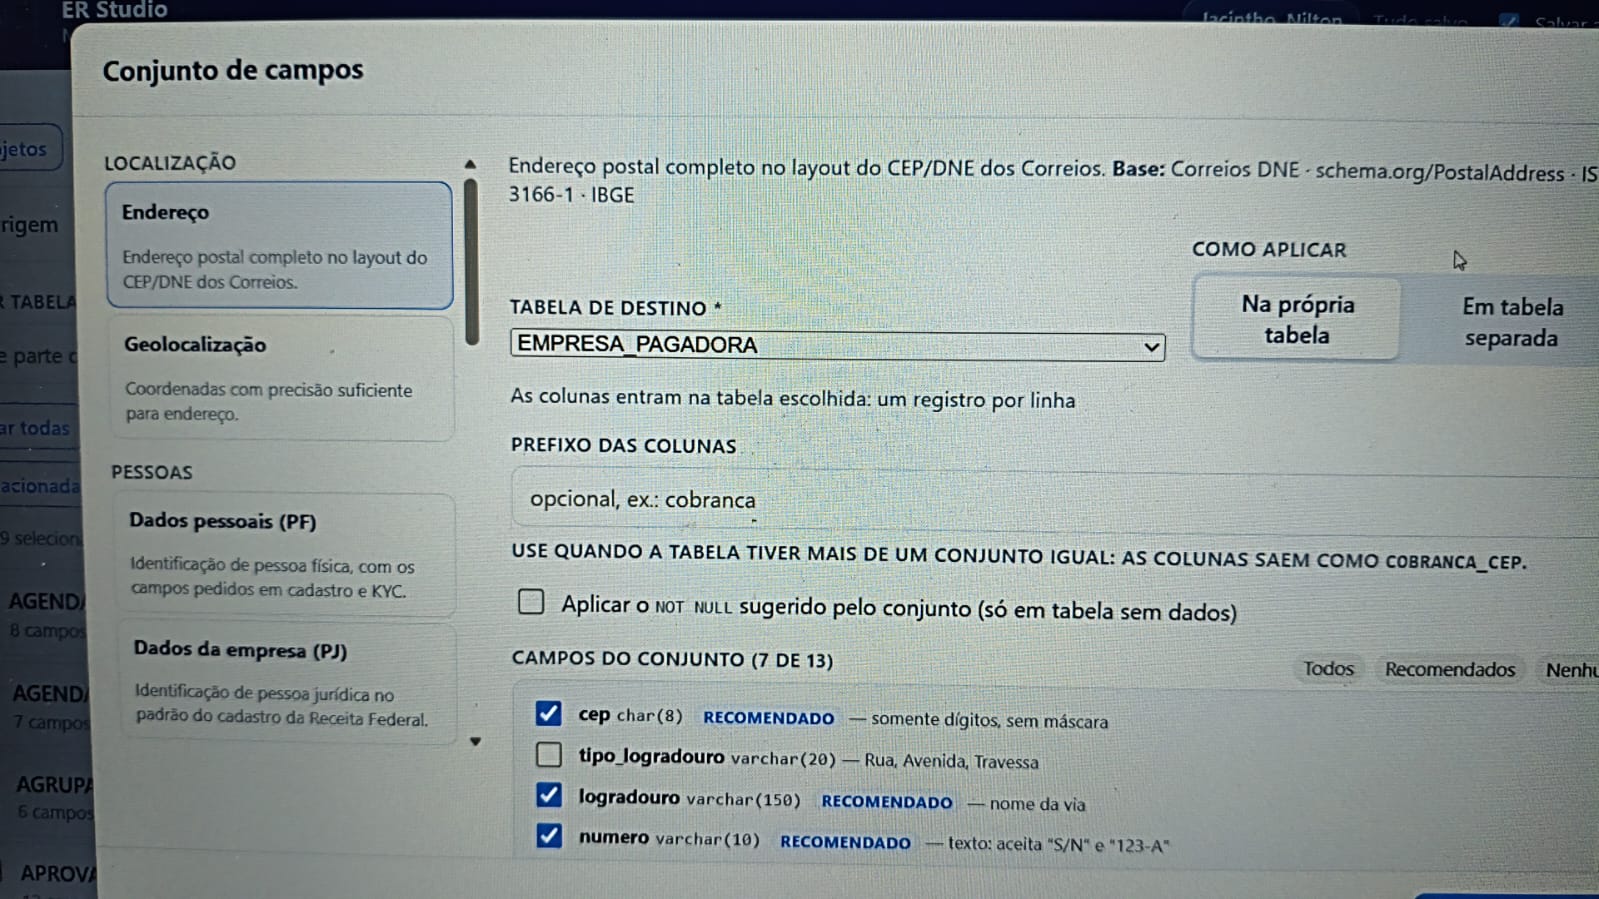 ER Studio
Jacintho, Nilton
Tudo salvo
Salvar
Conjunto de campos
jetos
rigem
R TABELA
e parte
ar todas
acionada
9 selecion
AGENDA
8 campos
AGENDA
7 campos
AGRUPA
6 campos
APROVA
LOCALIZAÇÃO
Endereço
Endereço postal completo no layout do
CEP/DNE dos Correios.
Geolocalização
Coordenadas com precisão suficiente
para endereço.
PESSOAS
Dados pessoais (PF)
Identificação de pessoa física, com os
campos pedidos em cadastro e KYC.
Dados da empresa (PJ)
Identificação de pessoa jurídica no
padrão do cadastro da Receita Federal.
Endereço postal completo no layout do CEP/DNE dos Correios. Base: Correios DNE · schema.org/PostalAddress · IS
3166-1 · IBGE
TABELA DE DESTINO *
EMPRESA_PAGADORA
COMO APLICAR
Na própria
tabela
Em tabela
separada
As colunas entram na tabela escolhida: um registro por linha
PREFIXO DAS COLUNAS
opcional, ex.: cobranca
USE QUANDO A TABELA TIVER MAIS DE UM CONJUNTO IGUAL: AS COLUNAS SAEM COMO COBRANCA_CEP.
Aplicar o NOT NULL sugerido pelo conjunto (só em tabela sem dados)
CAMPOS DO CONJUNTO (7 DE 13)
Todos
Recomendados
Nenhu
cep char(8) RECOMENDADO — somente dígitos, sem máscara
tipo_logradouro varchar(20) — Rua, Avenida, Travessa
logradouro varchar(150) RECOMENDADO — nome da via
numero varchar(10) RECOMENDADO — texto: aceita "S/N" e "123-A"